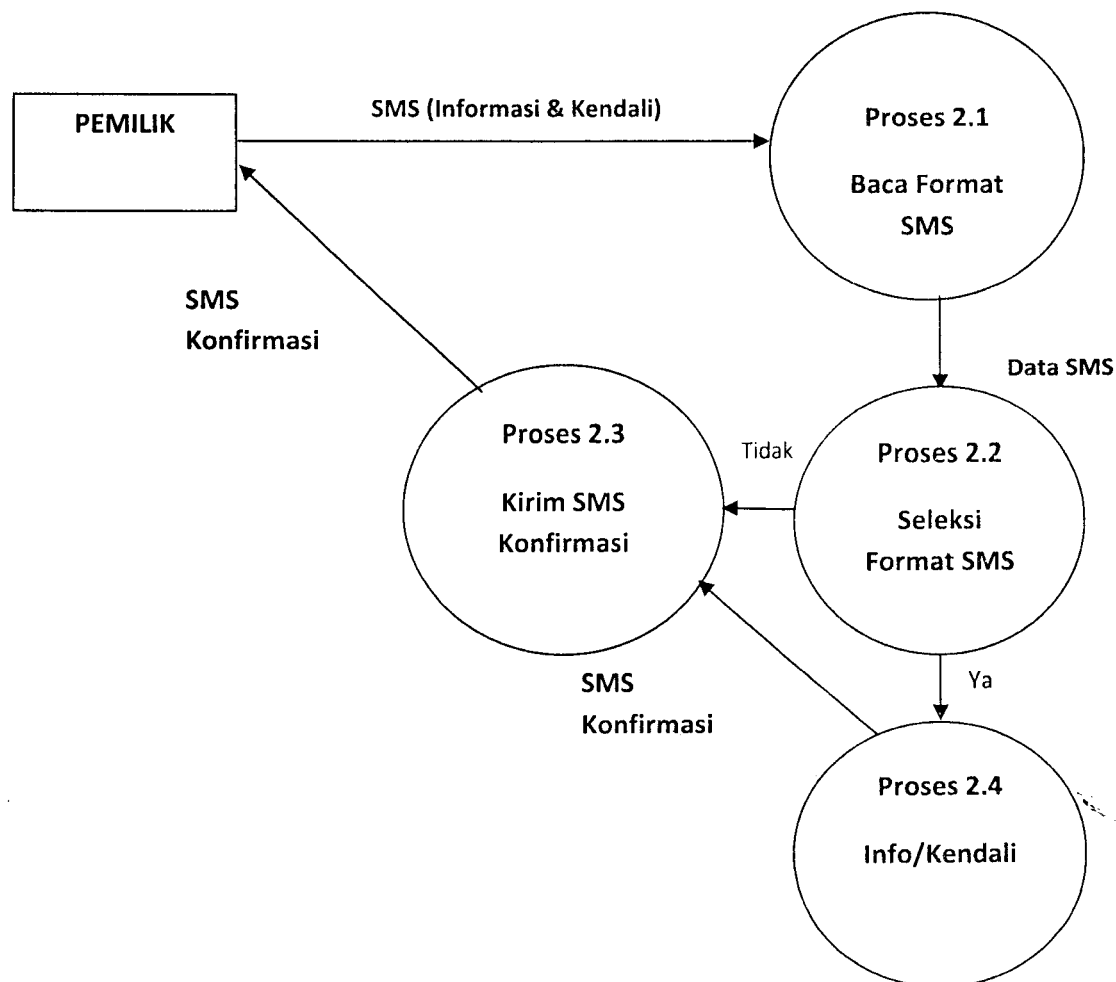 PEMILIK
SMS (Informasi & Kendali)
Proses 2.1
Baca Format
SMS
SMS
Konfirmasi
Data SMS
Proses 2.3
Kirim SMS
Konfirmasi
Tidak
Proses 2.2
Seleksi
Format SMS
SMS
Konfirmasi
Ya
Proses 2.4
Info/Kendali